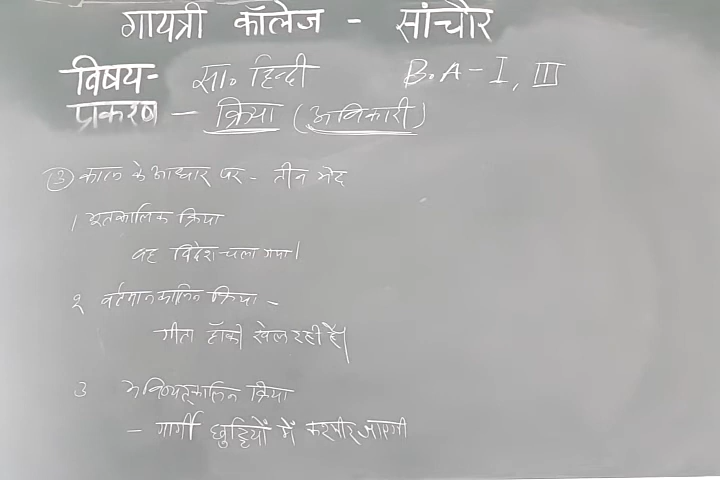 गायत्री कॉलेज - सांचौर
विषय- सा० हिन्दी B.A - I, III
प्रकरण - क्रिया (अविकारी)
③ काल के आधार पर - तीन भेद
1 भूतकालिक क्रिया
वह विदेश चला गया।
२ वर्तमानकालिन क्रिया -
गीता हॉकी खेल रही है।
3 भविष्यत्कालिन क्रिया
- गार्गी छुट्टियों में कश्मीर जाएगी